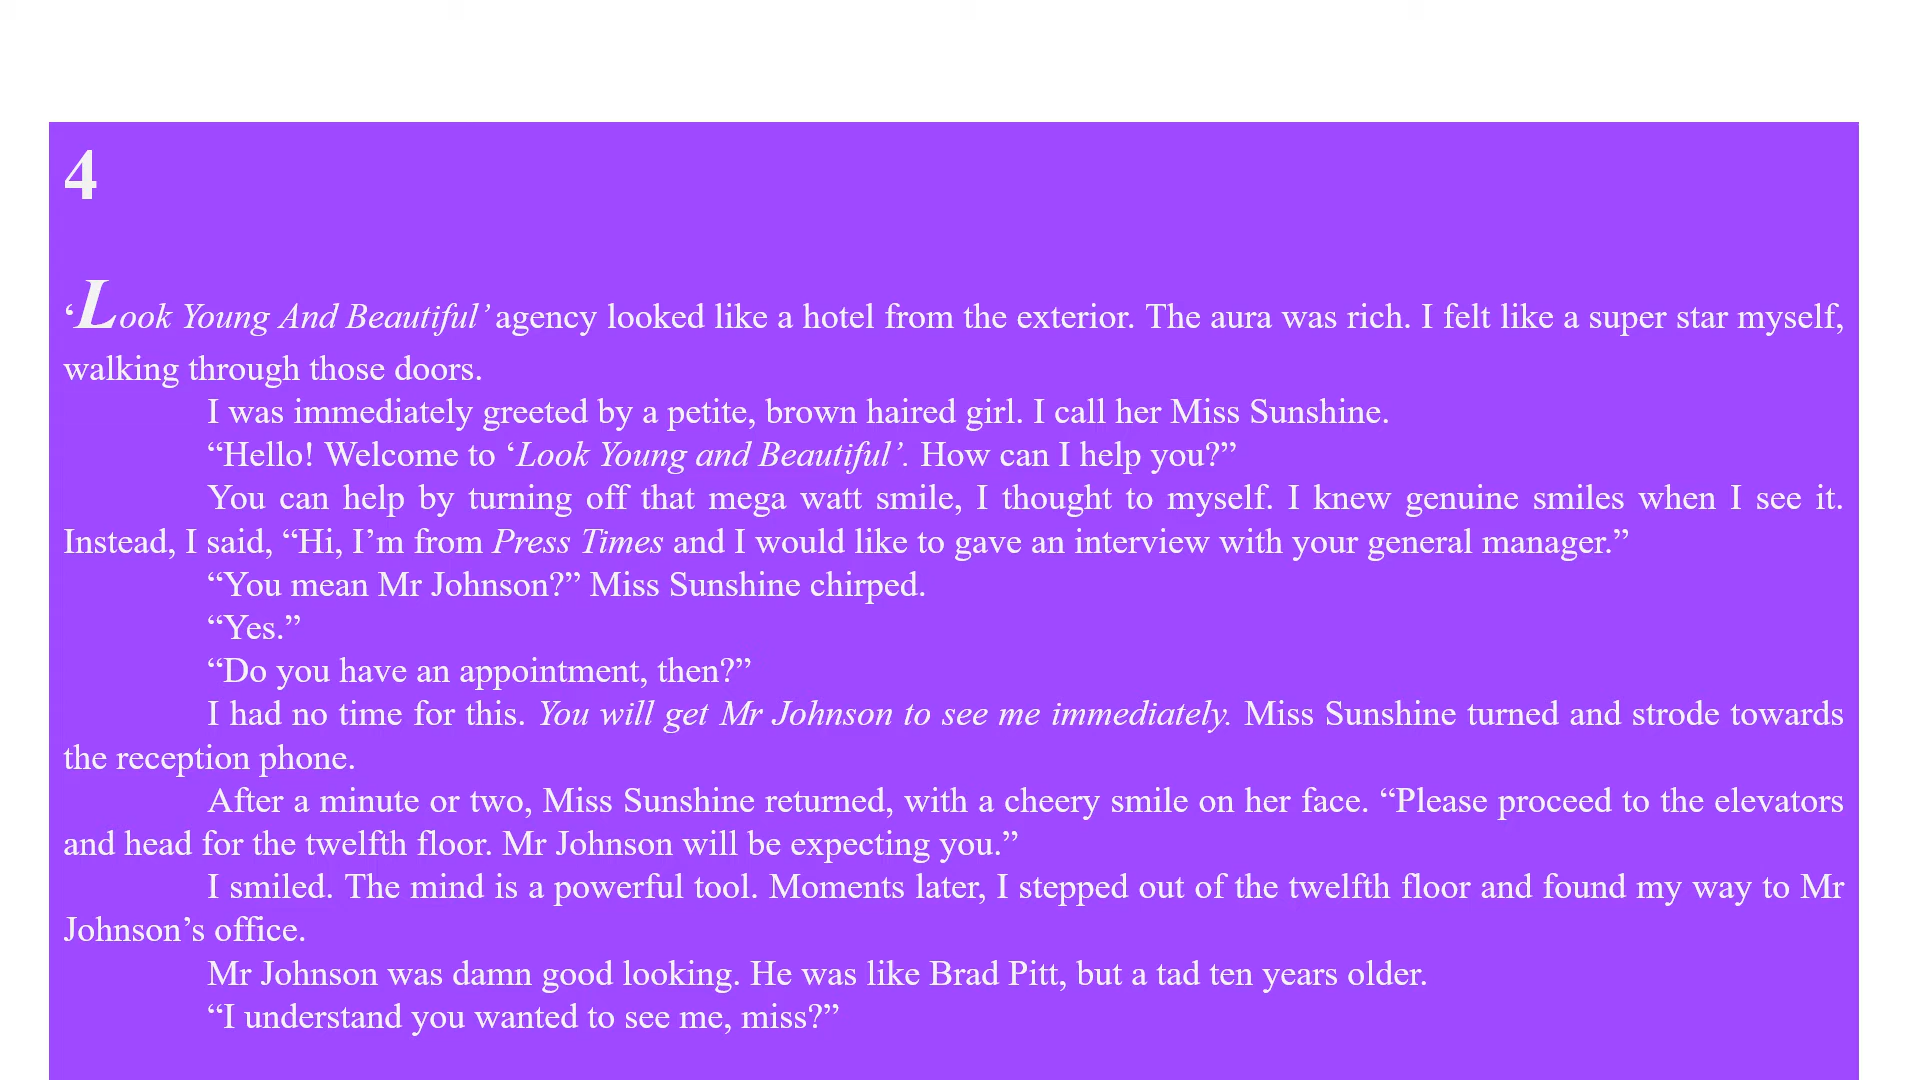 4
‘Look Young And Beautiful’ agency looked like a hotel from the exterior. The aura was rich. I felt like a super star myself,
walking through those doors.
I was immediately greeted by a petite, brown haired girl. I call her Miss Sunshine.
“Hello! Welcome to ‘Look Young and Beautiful’. How can I help you?”
You can help by turning off that mega watt smile, I thought to myself. I knew genuine smiles when I see it.
Instead, I said, “Hi, I’m from Press Times and I would like to gave an interview with your general manager.”
“You mean Mr Johnson?” Miss Sunshine chirped.
“Yes.”
“Do you have an appointment, then?”
I had no time for this. You will get Mr Johnson to see me immediately. Miss Sunshine turned and strode towards
the reception phone.
After a minute or two, Miss Sunshine returned, with a cheery smile on her face. “Please proceed to the elevators
and head for the twelfth floor. Mr Johnson will be expecting you.”
I smiled. The mind is a powerful tool. Moments later, I stepped out of the twelfth floor and found my way to Mr
Johnson’s office.
Mr Johnson was damn good looking. He was like Brad Pitt, but a tad ten years older.
“I understand you wanted to see me, miss?”